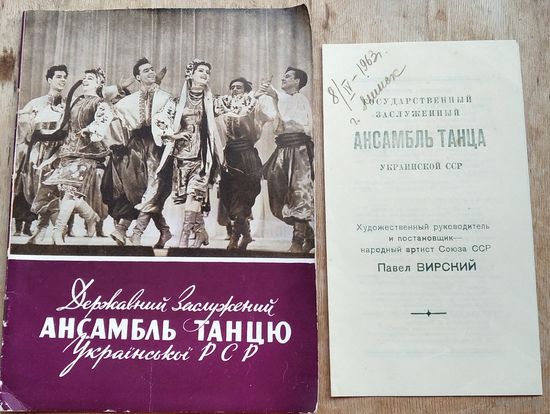 Державний Заслужений
АНСАМБЛЬ ТАНЦЮ
Української РСР
8/IV-1963г.
г. Минск
ГОСУДАРСТВЕННЫЙ
ЗАСЛУЖЕННЫЙ
АНСАМБЛЬ ТАНЦА
УКРАИНСКОЙ ССР
Художественный руководитель
и постановщик—
народный артист Союза ССР
Павел ВИРСКИЙ